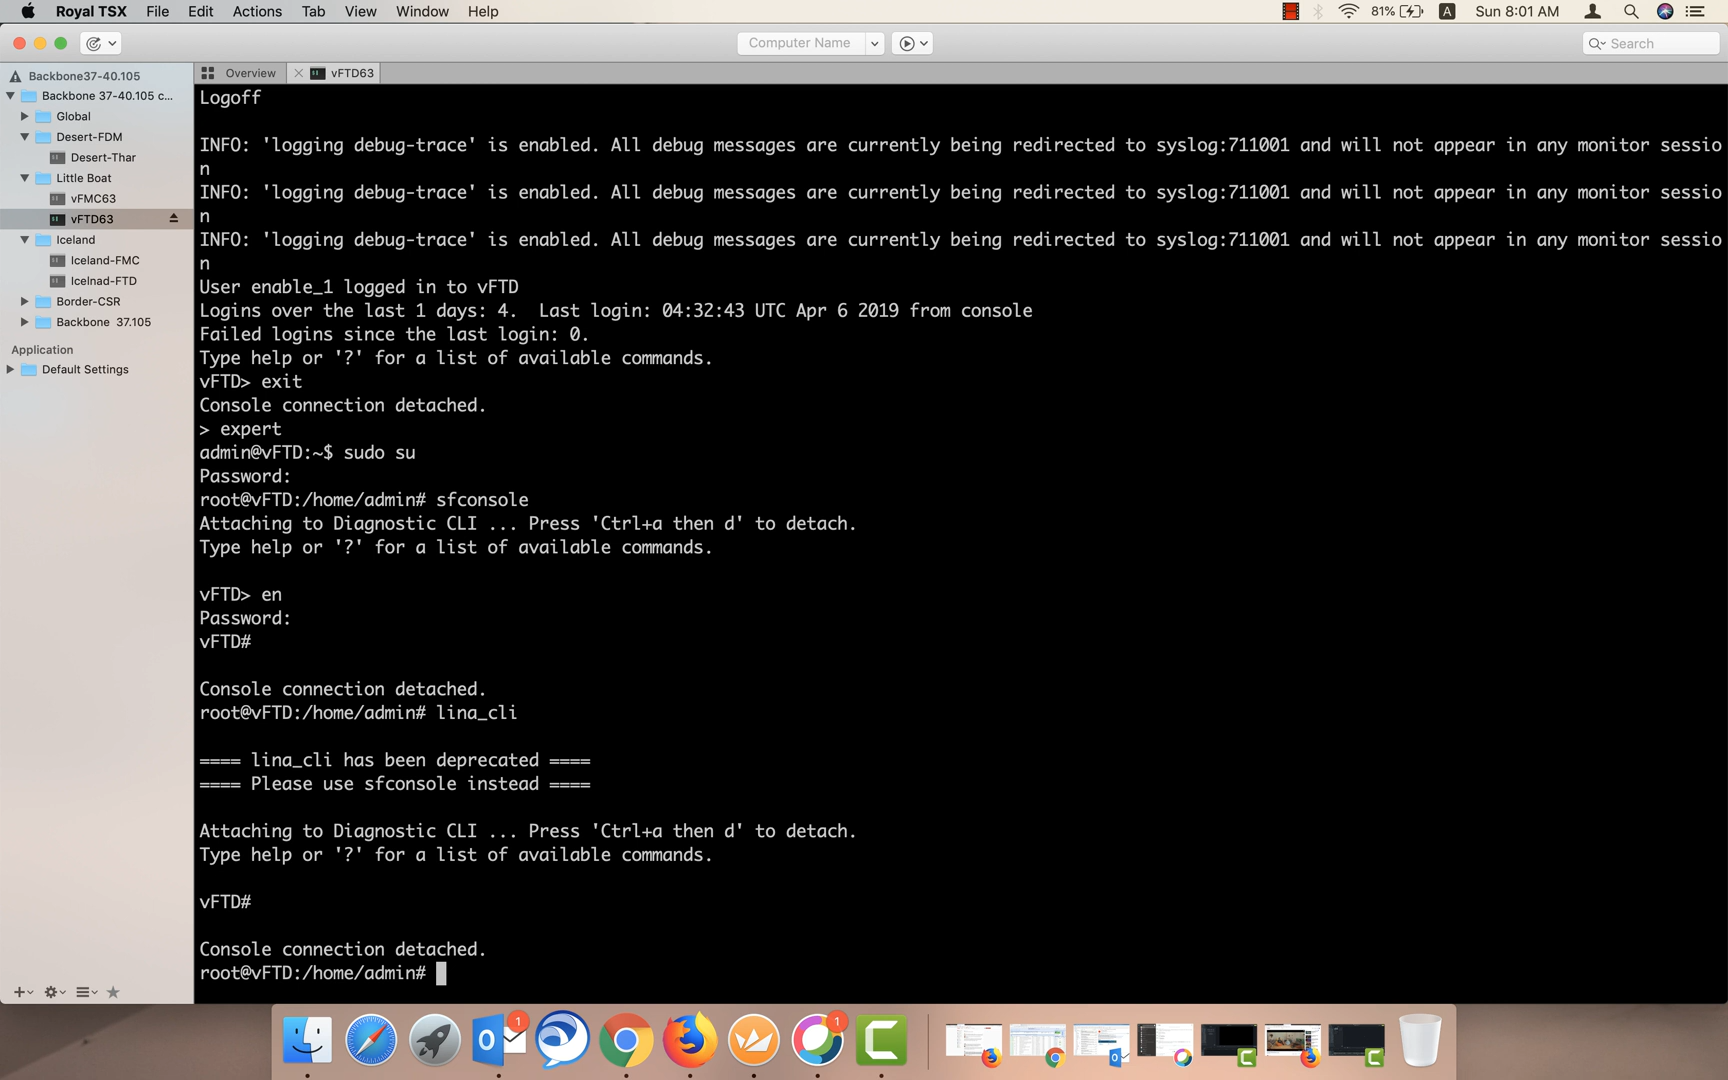 Royal TSX File Edit Actions Tab View Window Help 81% A Sun 8:01 AM
Computer Name Search
Backbone37-40.105
Backbone 37-40.105 c...
Global
Desert-FDM
Desert-Thar
Little Boat
vFMC63
vFTD63
Iceland
Iceland-FMC
Icelnad-FTD
Border-CSR
Backbone 37.105
Application
Default Settings
Overview vFTD63
Logoff
INFO: 'logging debug-trace' is enabled. All debug messages are currently being redirected to syslog:711001 and will not appear in any monitor sessio
n
INFO: 'logging debug-trace' is enabled. All debug messages are currently being redirected to syslog:711001 and will not appear in any monitor sessio
n
INFO: 'logging debug-trace' is enabled. All debug messages are currently being redirected to syslog:711001 and will not appear in any monitor sessio
n
User enable_1 logged in to vFTD
Logins over the last 1 days: 4.  Last login: 04:32:43 UTC Apr 6 2019 from console
Failed logins since the last login: 0.
Type help or '?' for a list of available commands.
vFTD> exit
Console connection detached.
> expert
admin@vFTD:~$ sudo su
Password:
root@vFTD:/home/admin# sfconsole
Attaching to Diagnostic CLI ... Press 'Ctrl+a then d' to detach.
Type help or '?' for a list of available commands.
vFTD> en
Password:
vFTD#
Console connection detached.
root@vFTD:/home/admin# lina_cli
==== lina_cli has been deprecated ====
==== Please use sfconsole instead ====
Attaching to Diagnostic CLI ... Press 'Ctrl+a then d' to detach.
Type help or '?' for a list of available commands.
vFTD#
Console connection detached.
root@vFTD:/home/admin#
1 1